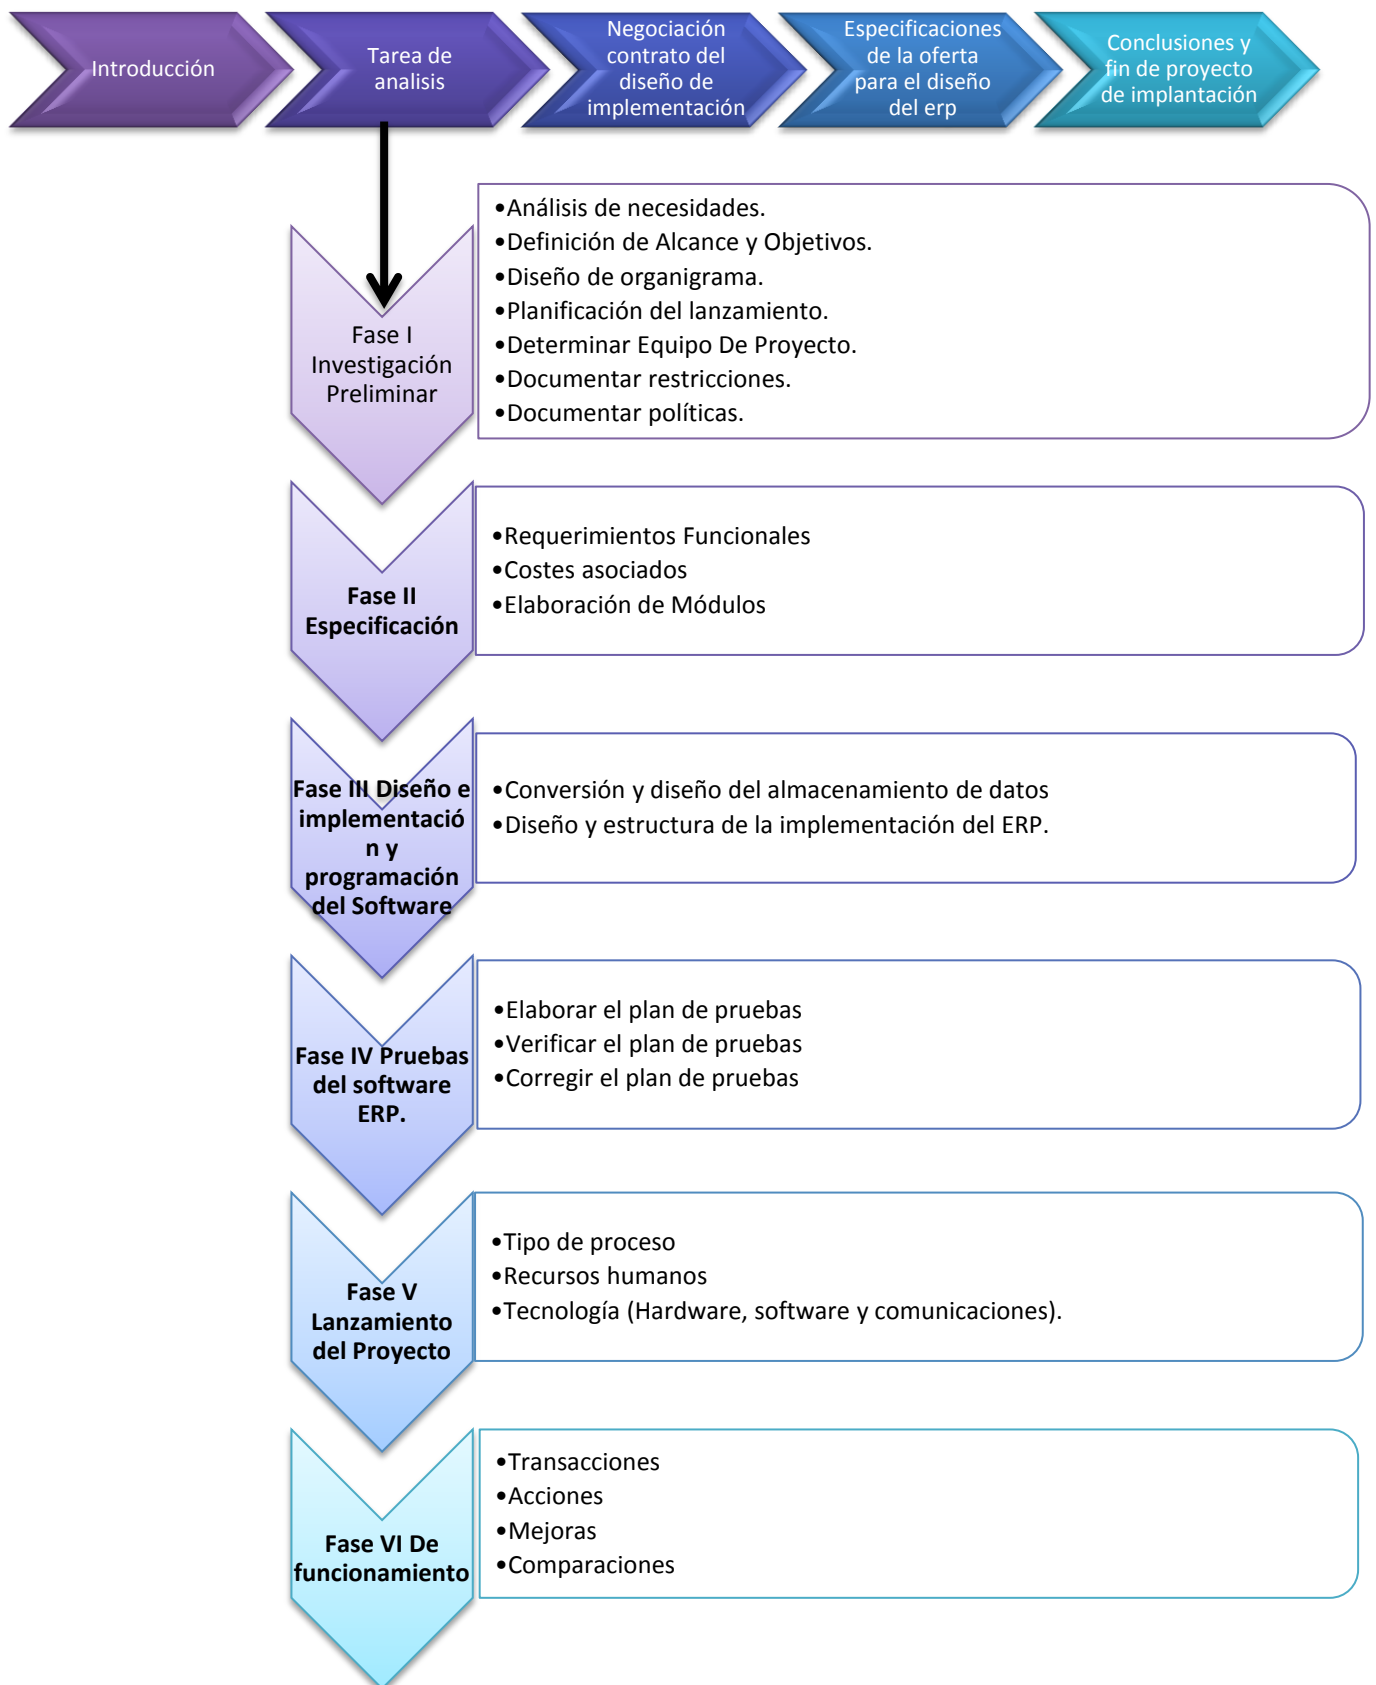 Introducción
Tarea de
analisis
Negociación
contrato del
diseño de
implementación
Especificaciones
de la oferta
para el diseño
del erp
Conclusiones y
fin de proyecto
de implantación
Fase I
Investigación
Preliminar
•Análisis de necesidades.
•Definición de Alcance y Objetivos.
•Diseño de organigrama.
•Planificación del lanzamiento.
•Determinar Equipo De Proyecto.
•Documentar restricciones.
•Documentar políticas.
Fase II
Especificación
•Requerimientos Funcionales
•Costes asociados
•Elaboración de Módulos
Fase III Diseño e
implementació
n y
programación
del Software
•Conversión y diseño del almacenamiento de datos
•Diseño y estructura de la implementación del ERP.
Fase IV Pruebas
del software
ERP.
•Elaborar el plan de pruebas
•Verificar el plan de pruebas
•Corregir el plan de pruebas
Fase V
Lanzamiento
del Proyecto
•Tipo de proceso
•Recursos humanos
•Tecnología (Hardware, software y comunicaciones).
Fase VI De
funcionamiento
•Transacciones
•Acciones
•Mejoras
•Comparaciones